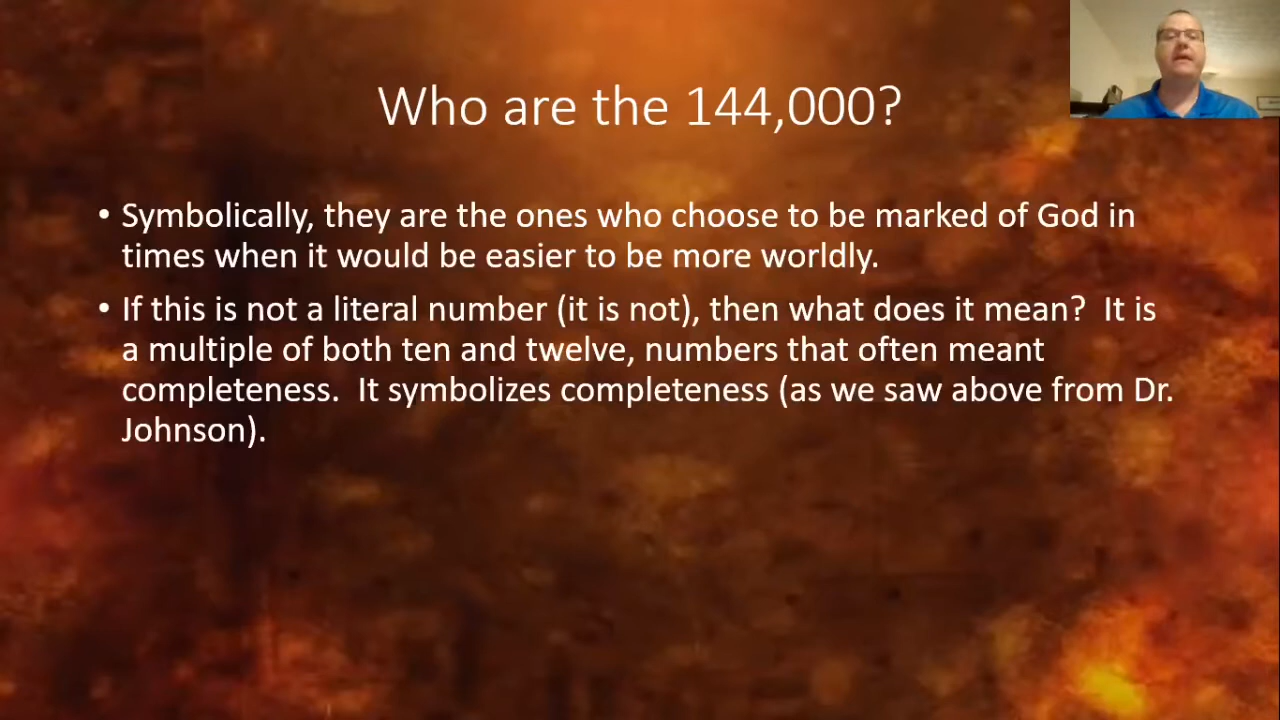 Who are the 144,000?
• Symbolically, they are the ones who choose to be marked of God in
times when it would be easier to be more worldly.
• If this is not a literal number (it is not), then what does it mean?  It is
a multiple of both ten and twelve, numbers that often meant
completeness.  It symbolizes completeness (as we saw above from Dr.
Johnson).